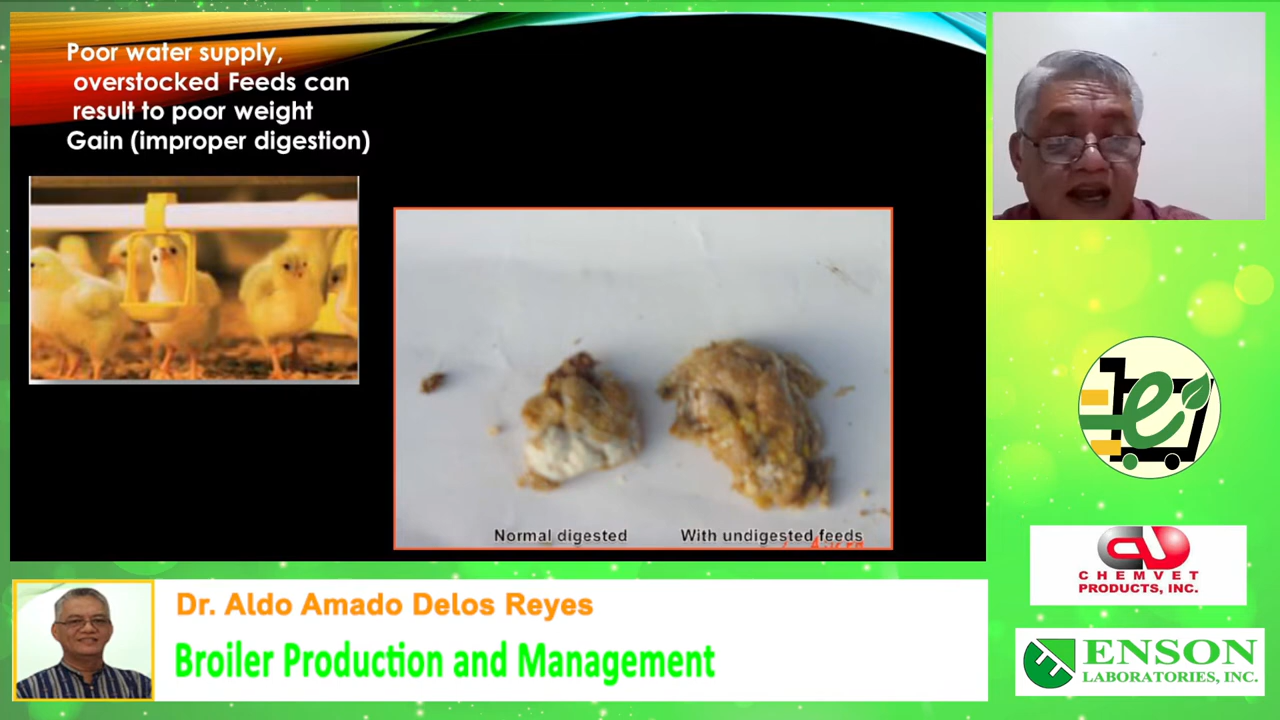 Poor water supply,
overstocked Feeds can
result to poor weight
Gain (improper digestion)
Normal digested
With undigested feeds
Dr. Aldo Amado Delos Reyes
Broiler Production and Management
e
CHEMVET
PRODUCTS, INC.
ENSON
LABORATORIES, INC.